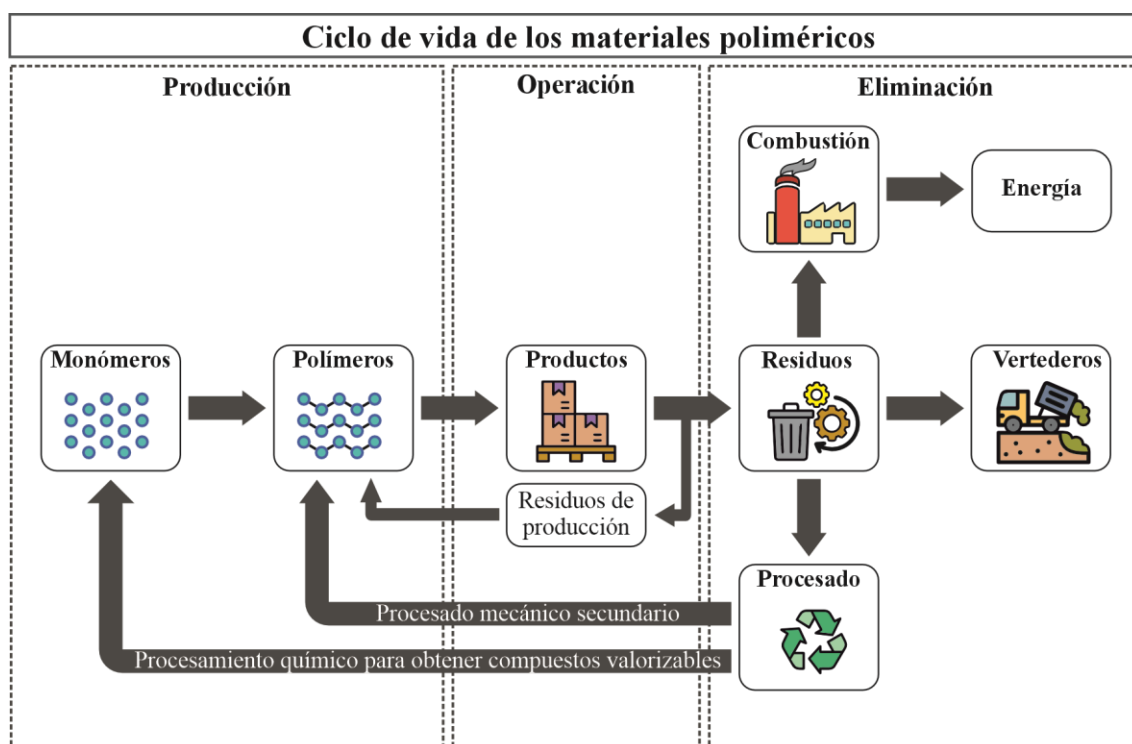 Ciclo de vida de los materiales poliméricos
Producción
Operación
Eliminación
Combustión
Energía
Monómeros
Polímeros
Productos
Residuos
Vertederos
Residuos de
producción
Procesado
Procesado mecánico secundario
Procesamiento químico para obtener compuestos valorizables